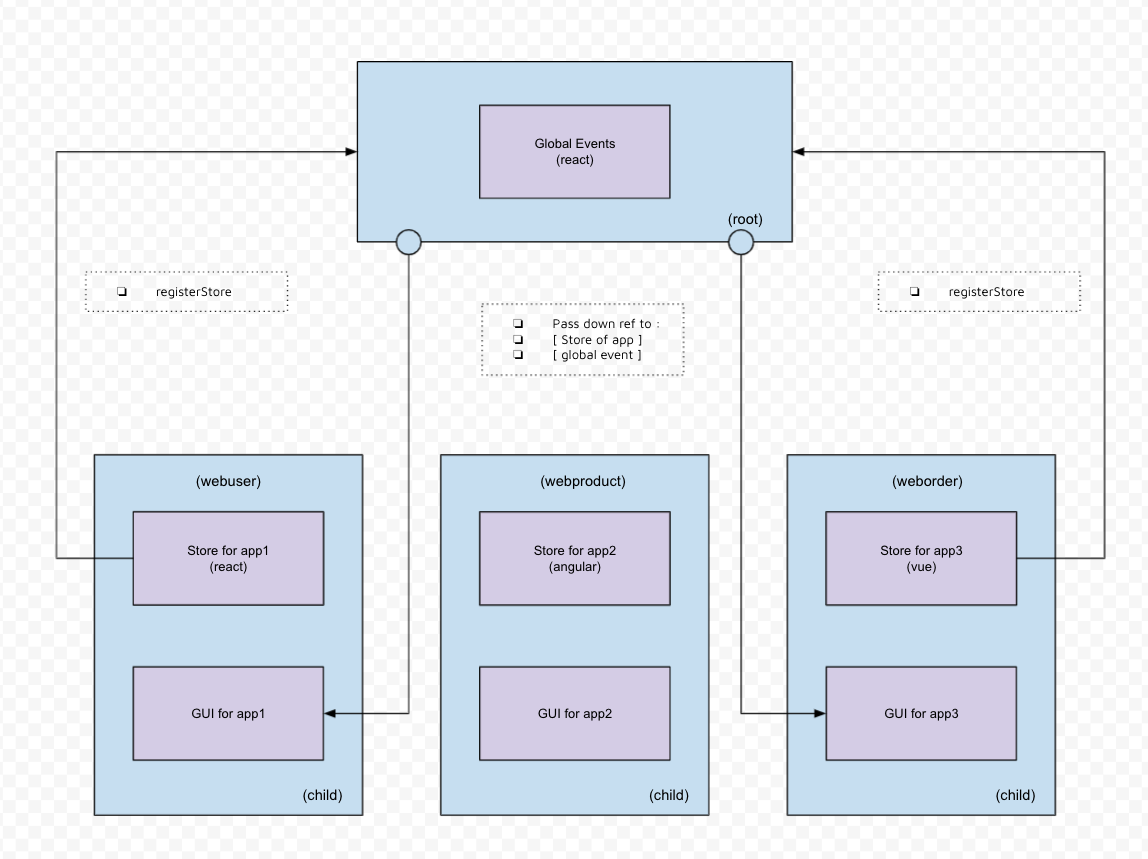 Global Events
(react)
(root)
❏ registerStore
❏ registerStore
❏ Pass down ref to :
❏ [ Store of app ]
❏ [ global event ]
(webuser)
Store for app1
(react)
GUI for app1
(child)
(webproduct)
Store for app2
(angular)
GUI for app2
(child)
(weborder)
Store for app3
(vue)
GUI for app3
(child)